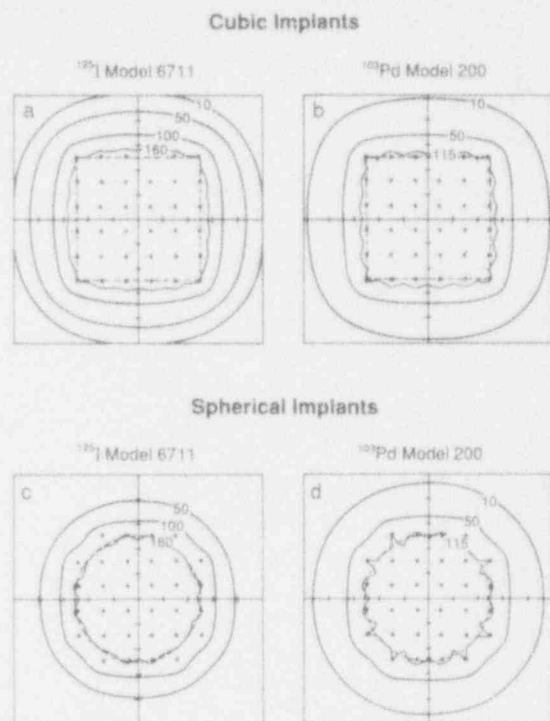 Cubic Implants
¹²⁵I Model 6711
¹⁰³Pd Model 200
a
10
50
100
160
b
10
50
115
Spherical Implants
¹²⁵I Model 6711
¹⁰³Pd Model 200
c
50
100
160
d
10
50
115